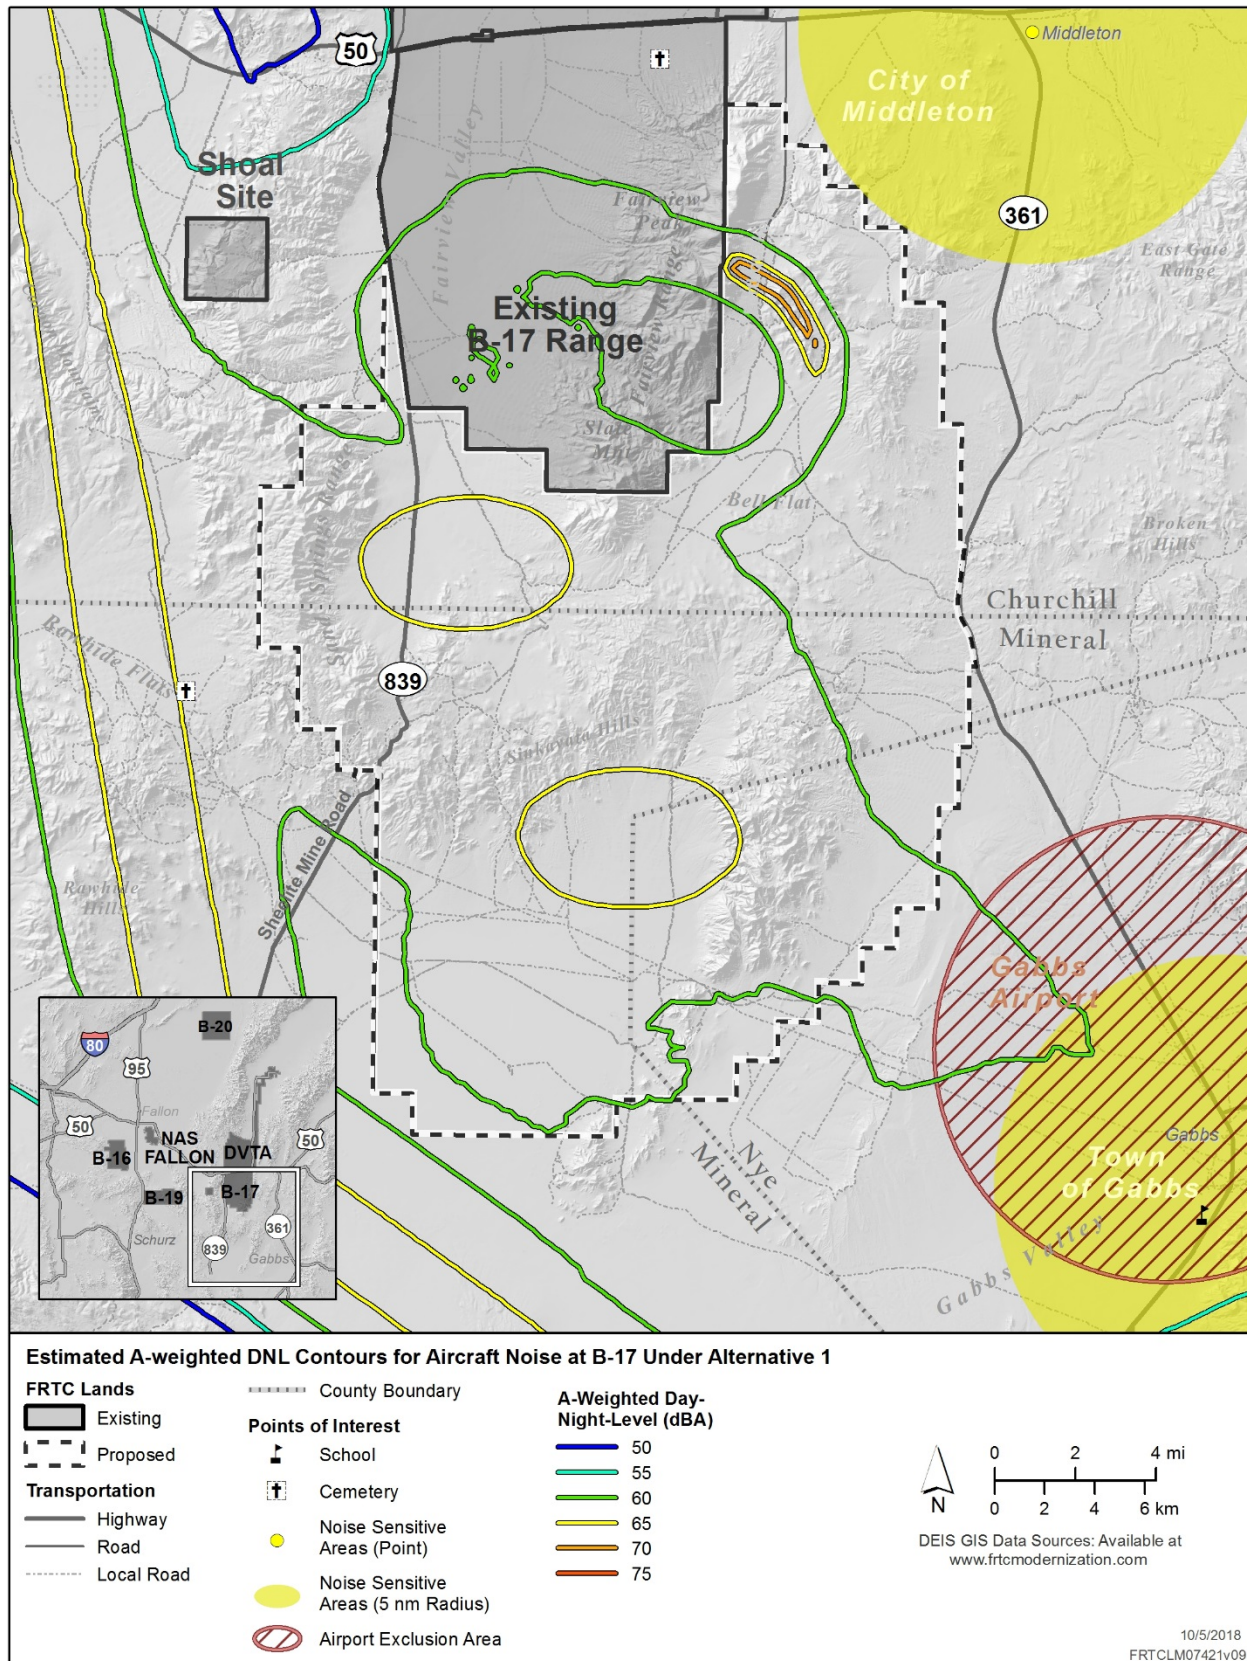 50
Middleton
City of
Middleton
Shoal
Site
Fairview Valley
Fairview
Peak
361
East Gate
Range
Existing
B-17 Range
Fairview Range
Slate
Mnt
Bell Flat
Broken
Hills
Churchill
Mineral
Rawhide Flats
839
Sinkavata Hills
Scheelite Mine Road
Rawhide
Hills
Gabbs
Airport
Gabbs
Town
of Gabbs
Nye
Mineral
Gabbs Valley
B-20
80
95
Fallon
50
NAS
FALLON
DVTA
50
B-16
B-19
B-17
Schurz
839
361
Gabbs
Estimated A-weighted DNL Contours for Aircraft Noise at B-17 Under Alternative 1
FRTC Lands
Existing
Proposed
Transportation
Highway
Road
Local Road
County Boundary
Points of Interest
School
Cemetery
Noise Sensitive
Areas (Point)
Noise Sensitive
Areas (5 nm Radius)
Airport Exclusion Area
A-Weighted Day-
Night-Level (dBA)
50
55
60
65
70
75
N
0 2 4 mi
0 2 4 6 km
DEIS GIS Data Sources: Available at
www.frtcmodernization.com
10/5/2018
FRTCLM07421v09